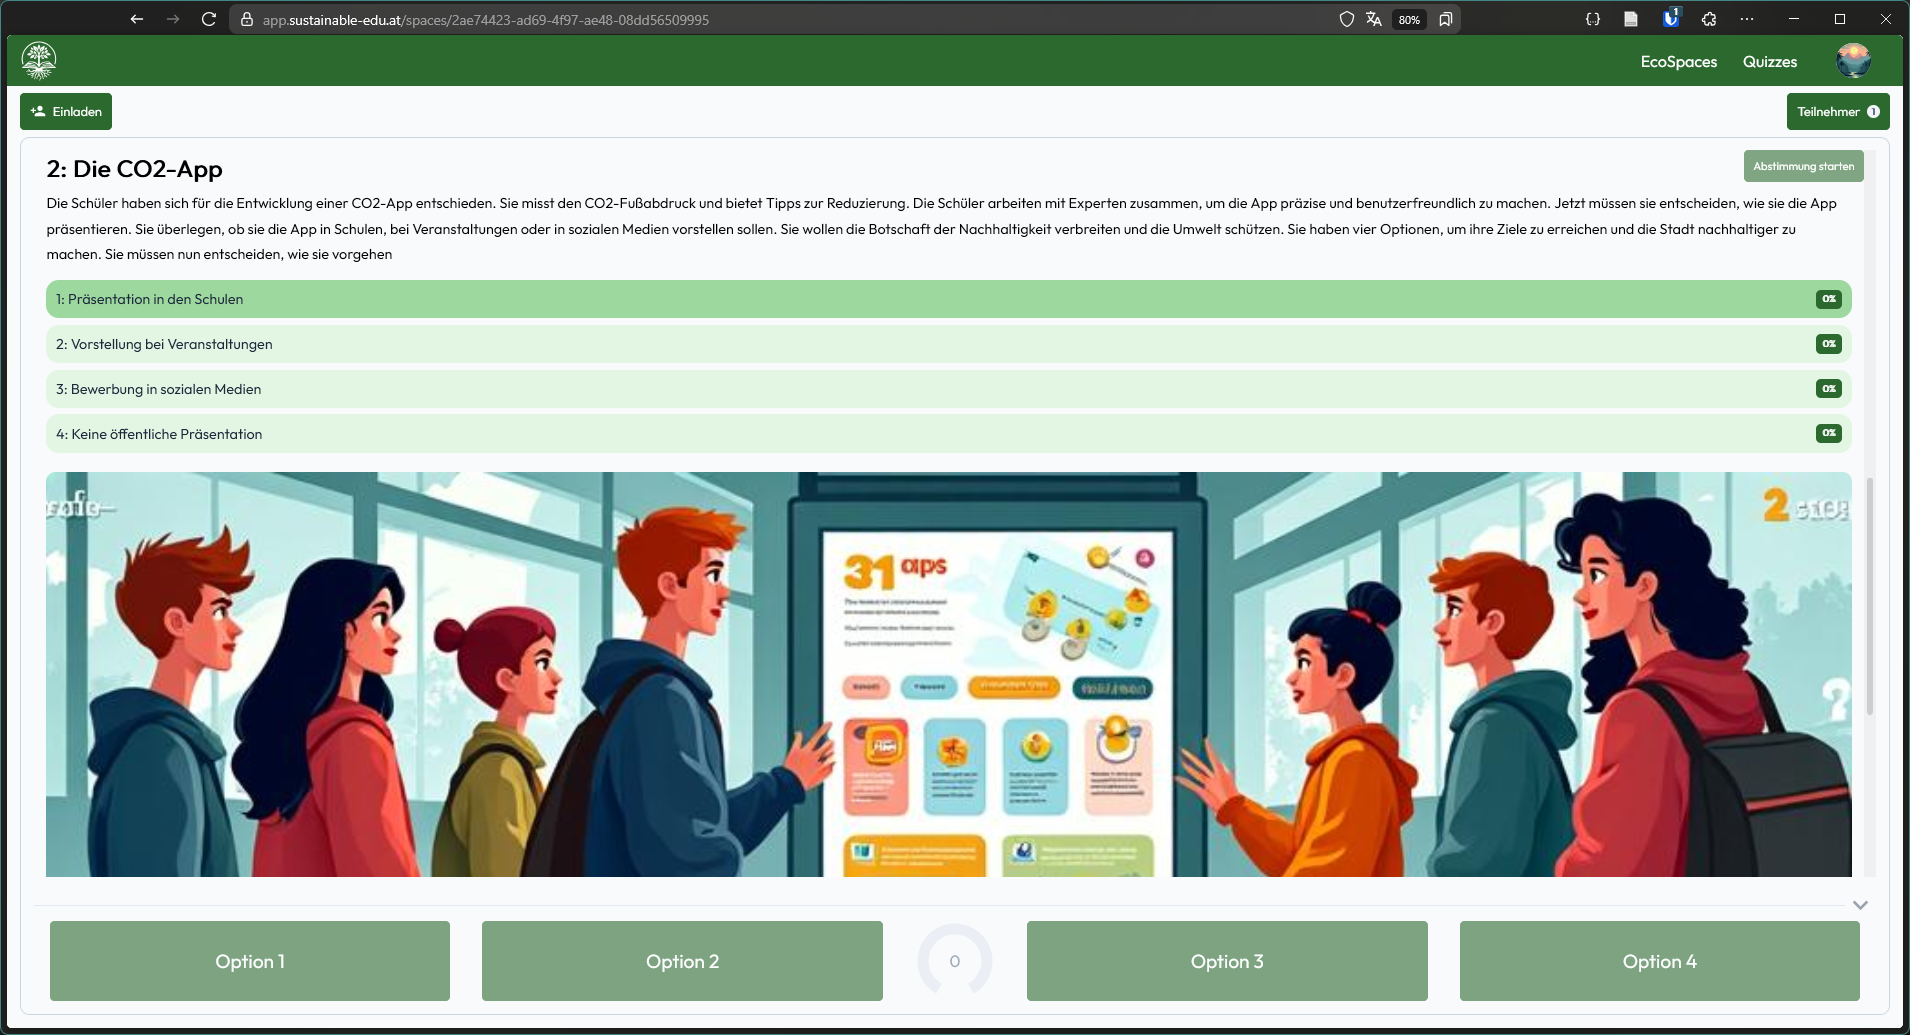 app.sustainable-edu.at/spaces/2ae74423-ad69-4f97-ae48-08dd56509995
80%
1
EcoSpaces
Quizzes
Einladen
Teilnehmer 1
2: Die CO2-App
Abstimmung starten
Die Schüler haben sich für die Entwicklung einer CO2-App entschieden. Sie misst den CO2-Fußabdruck und bietet Tipps zur Reduzierung. Die Schüler arbeiten mit Experten zusammen, um die App präzise und benutzerfreundlich zu machen. Jetzt müssen sie entscheiden, wie sie die App
präsentieren. Sie überlegen, ob sie die App in Schulen, bei Veranstaltungen oder in sozialen Medien vorstellen sollen. Sie wollen die Botschaft der Nachhaltigkeit verbreiten und die Umwelt schützen. Sie haben vier Optionen, um ihre Ziele zu erreichen und die Stadt nachhaltiger zu
machen. Sie müssen nun entscheiden, wie sie vorgehen
1: Präsentation in den Schulen 0%
2: Vorstellung bei Veranstaltungen 0%
3: Bewerbung in sozialen Medien 0%
4: Keine öffentliche Präsentation 0%
2
31 aps
?
Option 1
Option 2
0
Option 3
Option 4